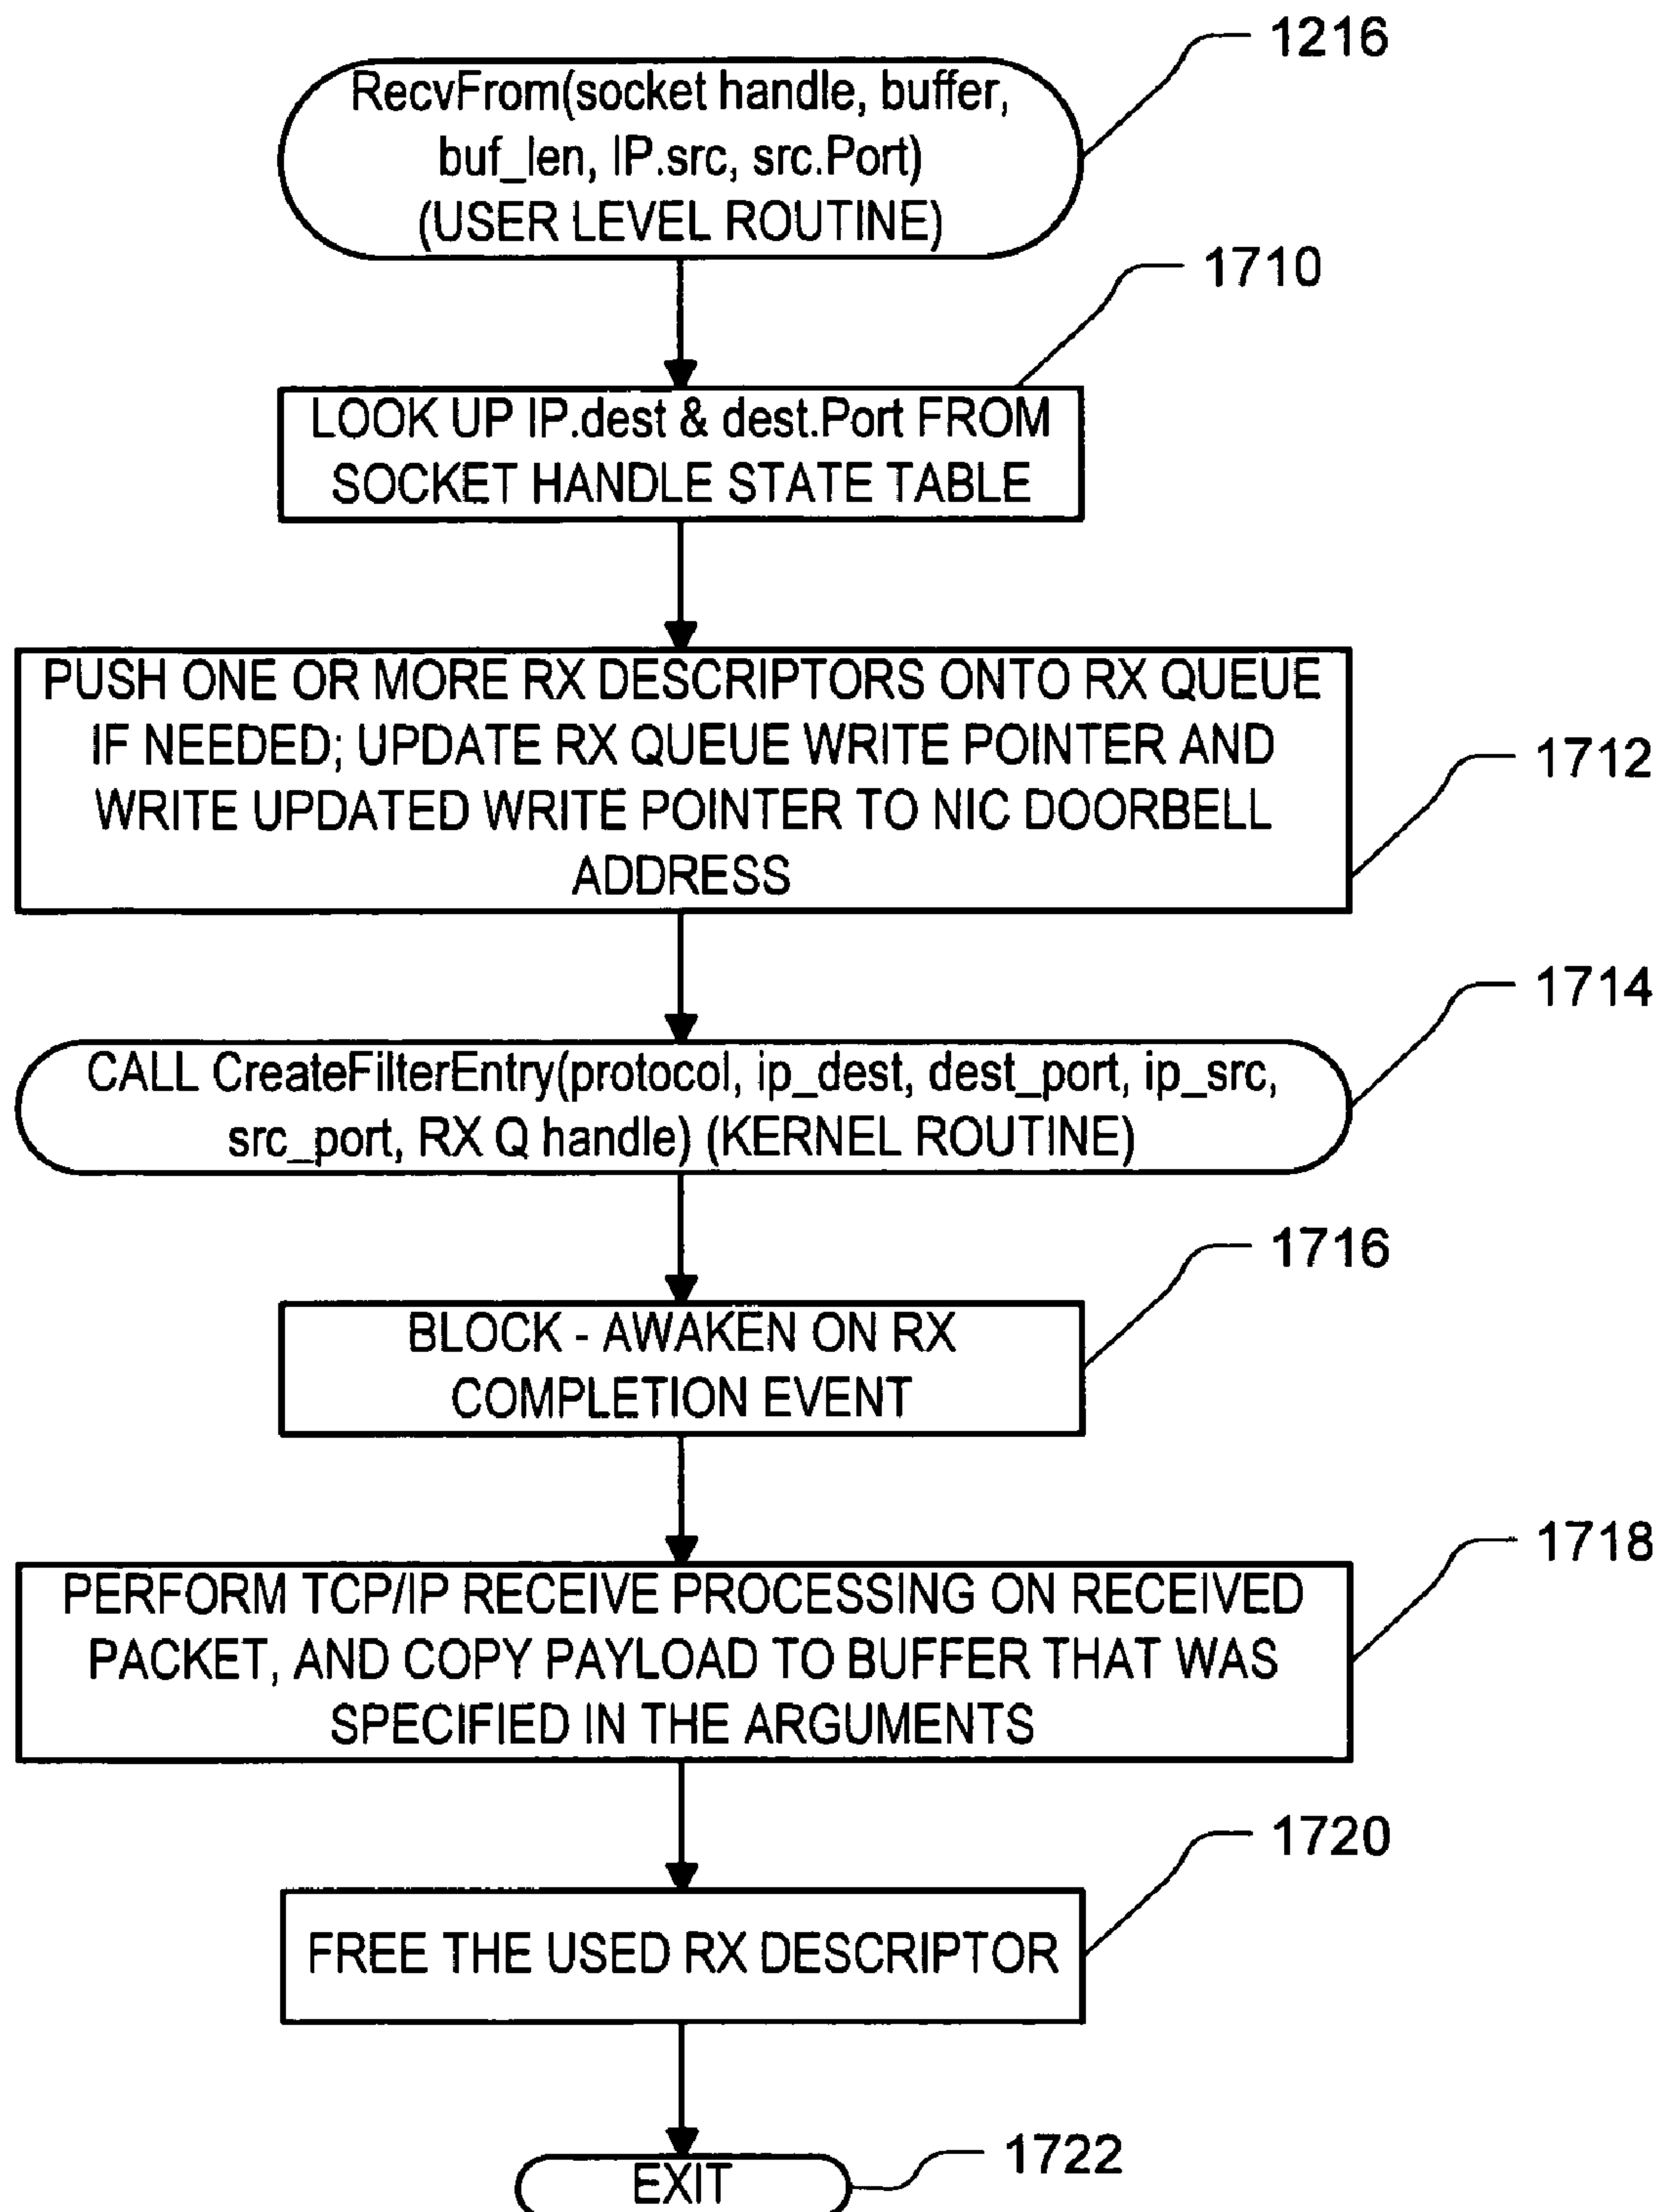 1216
RecvFrom(socket handle, buffer,
buf_len, IP.src, src.Port)
(USER LEVEL ROUTINE)
1710
LOOK UP IP.dest & dest.Port FROM
SOCKET HANDLE STATE TABLE
PUSH ONE OR MORE RX DESCRIPTORS ONTO RX QUEUE
IF NEEDED; UPDATE RX QUEUE WRITE POINTER AND
WRITE UPDATED WRITE POINTER TO NIC DOORBELL
ADDRESS
1712
1714
CALL CreateFilterEntry(protocol, ip_dest, dest_port, ip_src,
src_port, RX Q handle) (KERNEL ROUTINE)
1716
BLOCK - AWAKEN ON RX
COMPLETION EVENT
1718
PERFORM TCP/IP RECEIVE PROCESSING ON RECEIVED
PACKET, AND COPY PAYLOAD TO BUFFER THAT WAS
SPECIFIED IN THE ARGUMENTS
1720
FREE THE USED RX DESCRIPTOR
1722
EXIT